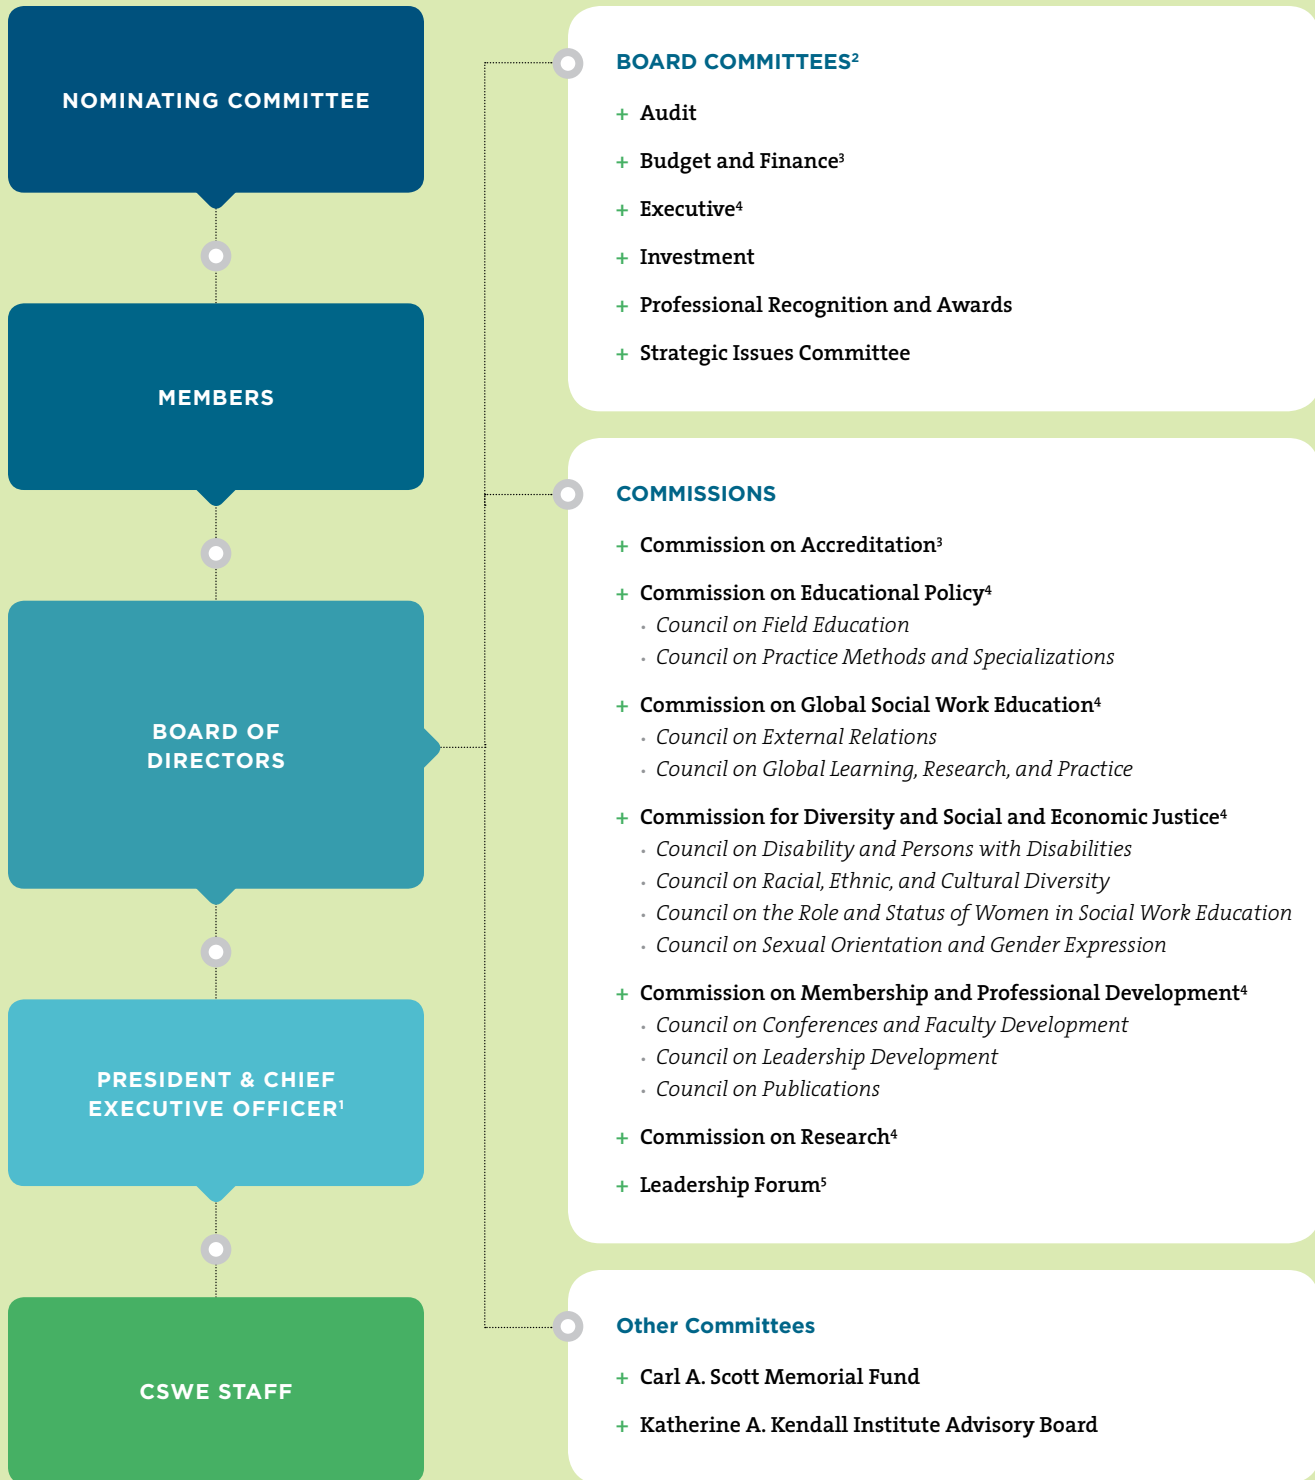 NOMINATING COMMITTEE
MEMBERS
BOARD OF
DIRECTORS
PRESIDENT & CHIEF
EXECUTIVE OFFICER¹
CSWE STAFF
BOARD COMMITTEES²
+ Audit
+ Budget and Finance³
+ Executive⁴
+ Investment
+ Professional Recognition and Awards
+ Strategic Issues Committee
COMMISSIONS
+ Commission on Accreditation³
+ Commission on Educational Policy⁴
· Council on Field Education
· Council on Practice Methods and Specializations
+ Commission on Global Social Work Education⁴
· Council on External Relations
· Council on Global Learning, Research, and Practice
+ Commission for Diversity and Social and Economic Justice⁴
· Council on Disability and Persons with Disabilities
· Council on Racial, Ethnic, and Cultural Diversity
· Council on the Role and Status of Women in Social Work Education
· Council on Sexual Orientation and Gender Expression
+ Commission on Membership and Professional Development⁴
· Council on Conferences and Faculty Development
· Council on Leadership Development
· Council on Publications
+ Commission on Research⁴
+ Leadership Forum⁵
Other Committees
+ Carl A. Scott Memorial Fund
+ Katherine A. Kendall Institute Advisory Board